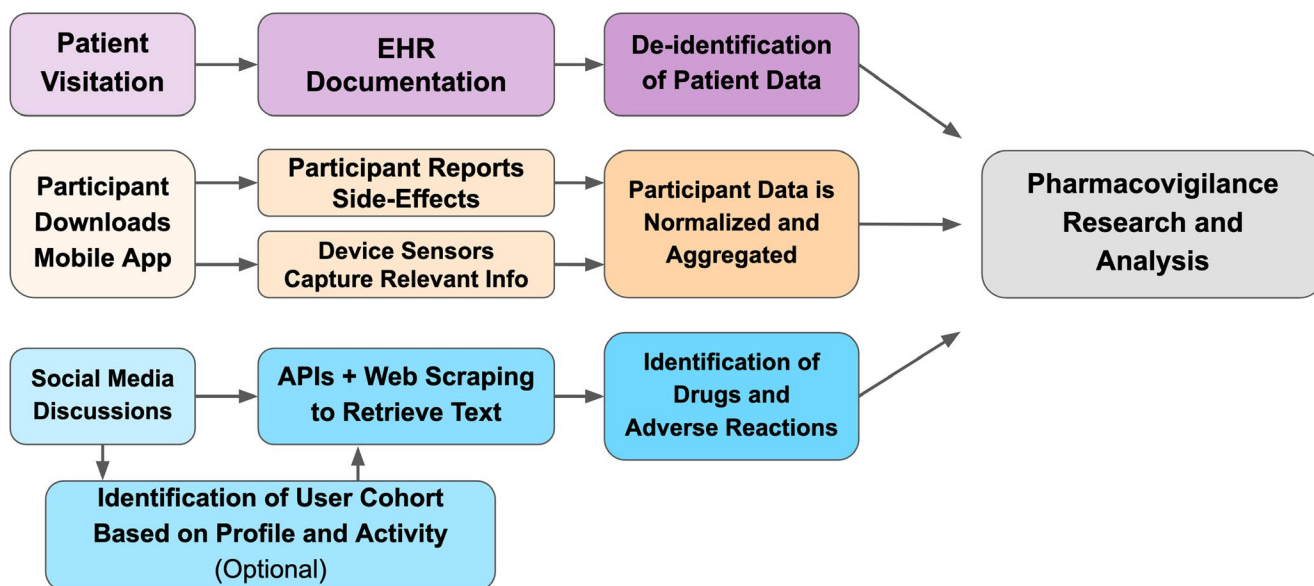 Patient
Visitation
EHR
Documentation
De-identification
of Patient Data
Participant
Downloads
Mobile App
Participant Reports
Side-Effects
Device Sensors
Capture Relevant Info
Participant Data is
Normalized and
Aggregated
Pharmacovigilance
Research and
Analysis
Social Media
Discussions
APIs + Web Scraping
to Retrieve Text
Identification of
Drugs and
Adverse Reactions
Identification of User Cohort
Based on Profile and Activity
(Optional)